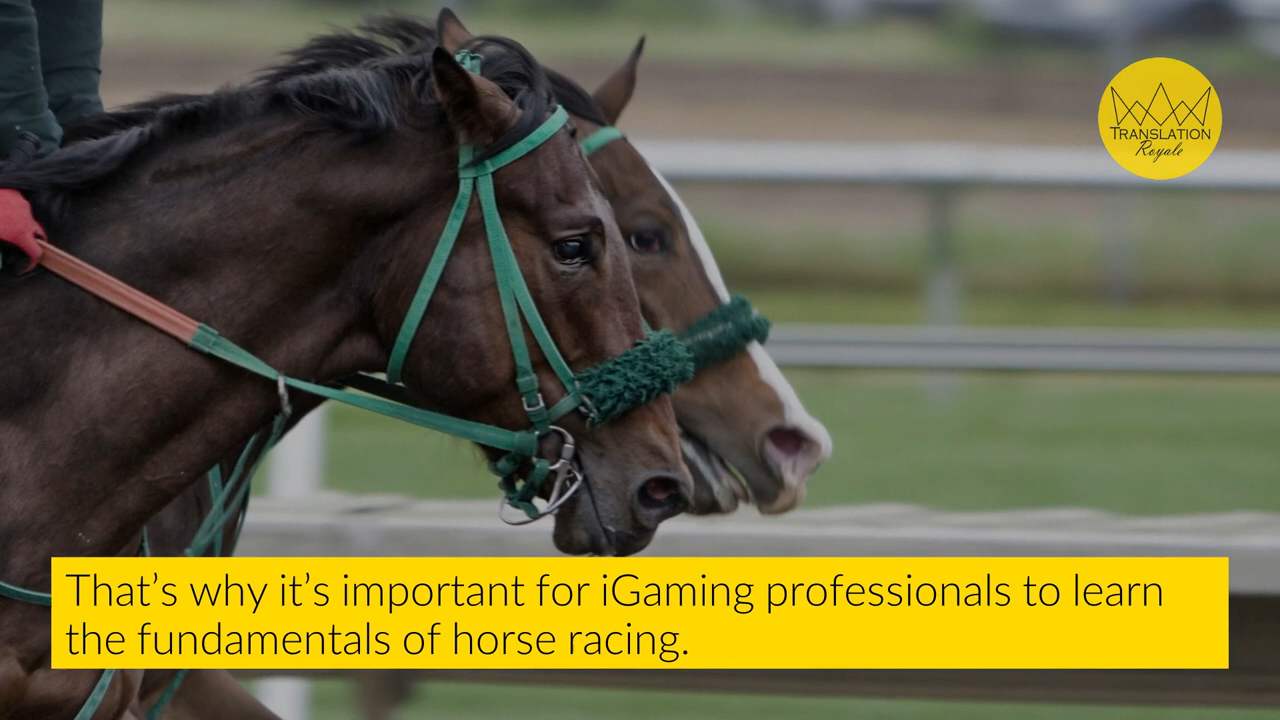 TRANSLATION
Royale
That’s why it’s important for iGaming professionals to learn
the fundamentals of horse racing.